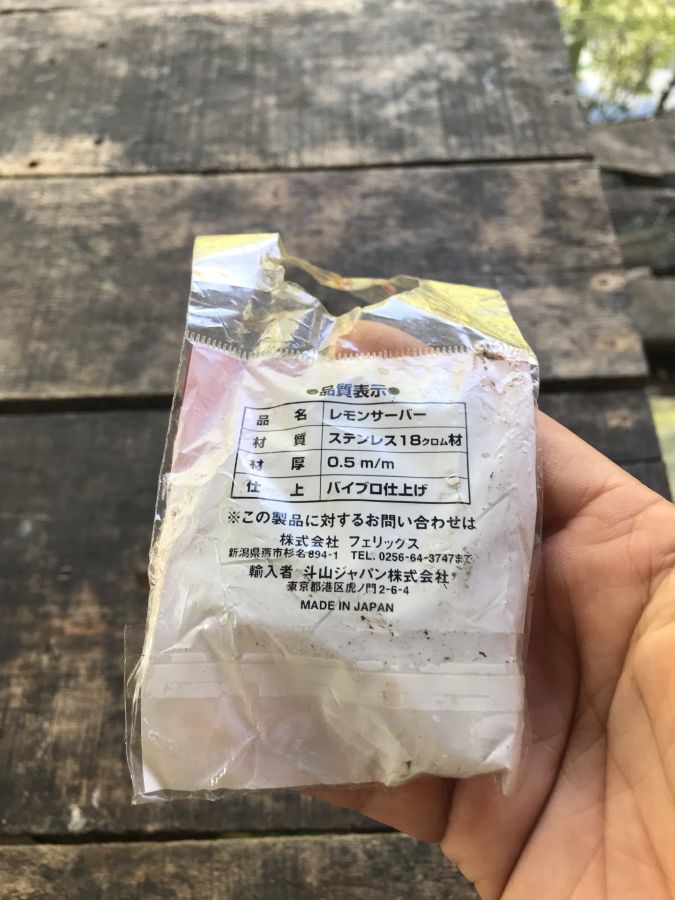 ●品質表示●
品名 レモンサーバー
材質 ステンレス18クロム材
材厚 0.5 m/m
仕上 バイブロ仕上げ
※この製品に対するお問い合わせは
株式会社 フェリックス
新潟県燕市杉名894-1 TEL. 0256-64-3747まで
輸入者 斗山ジャパン株式会社
東京都港区虎ノ門2-6-4
MADE IN JAPAN